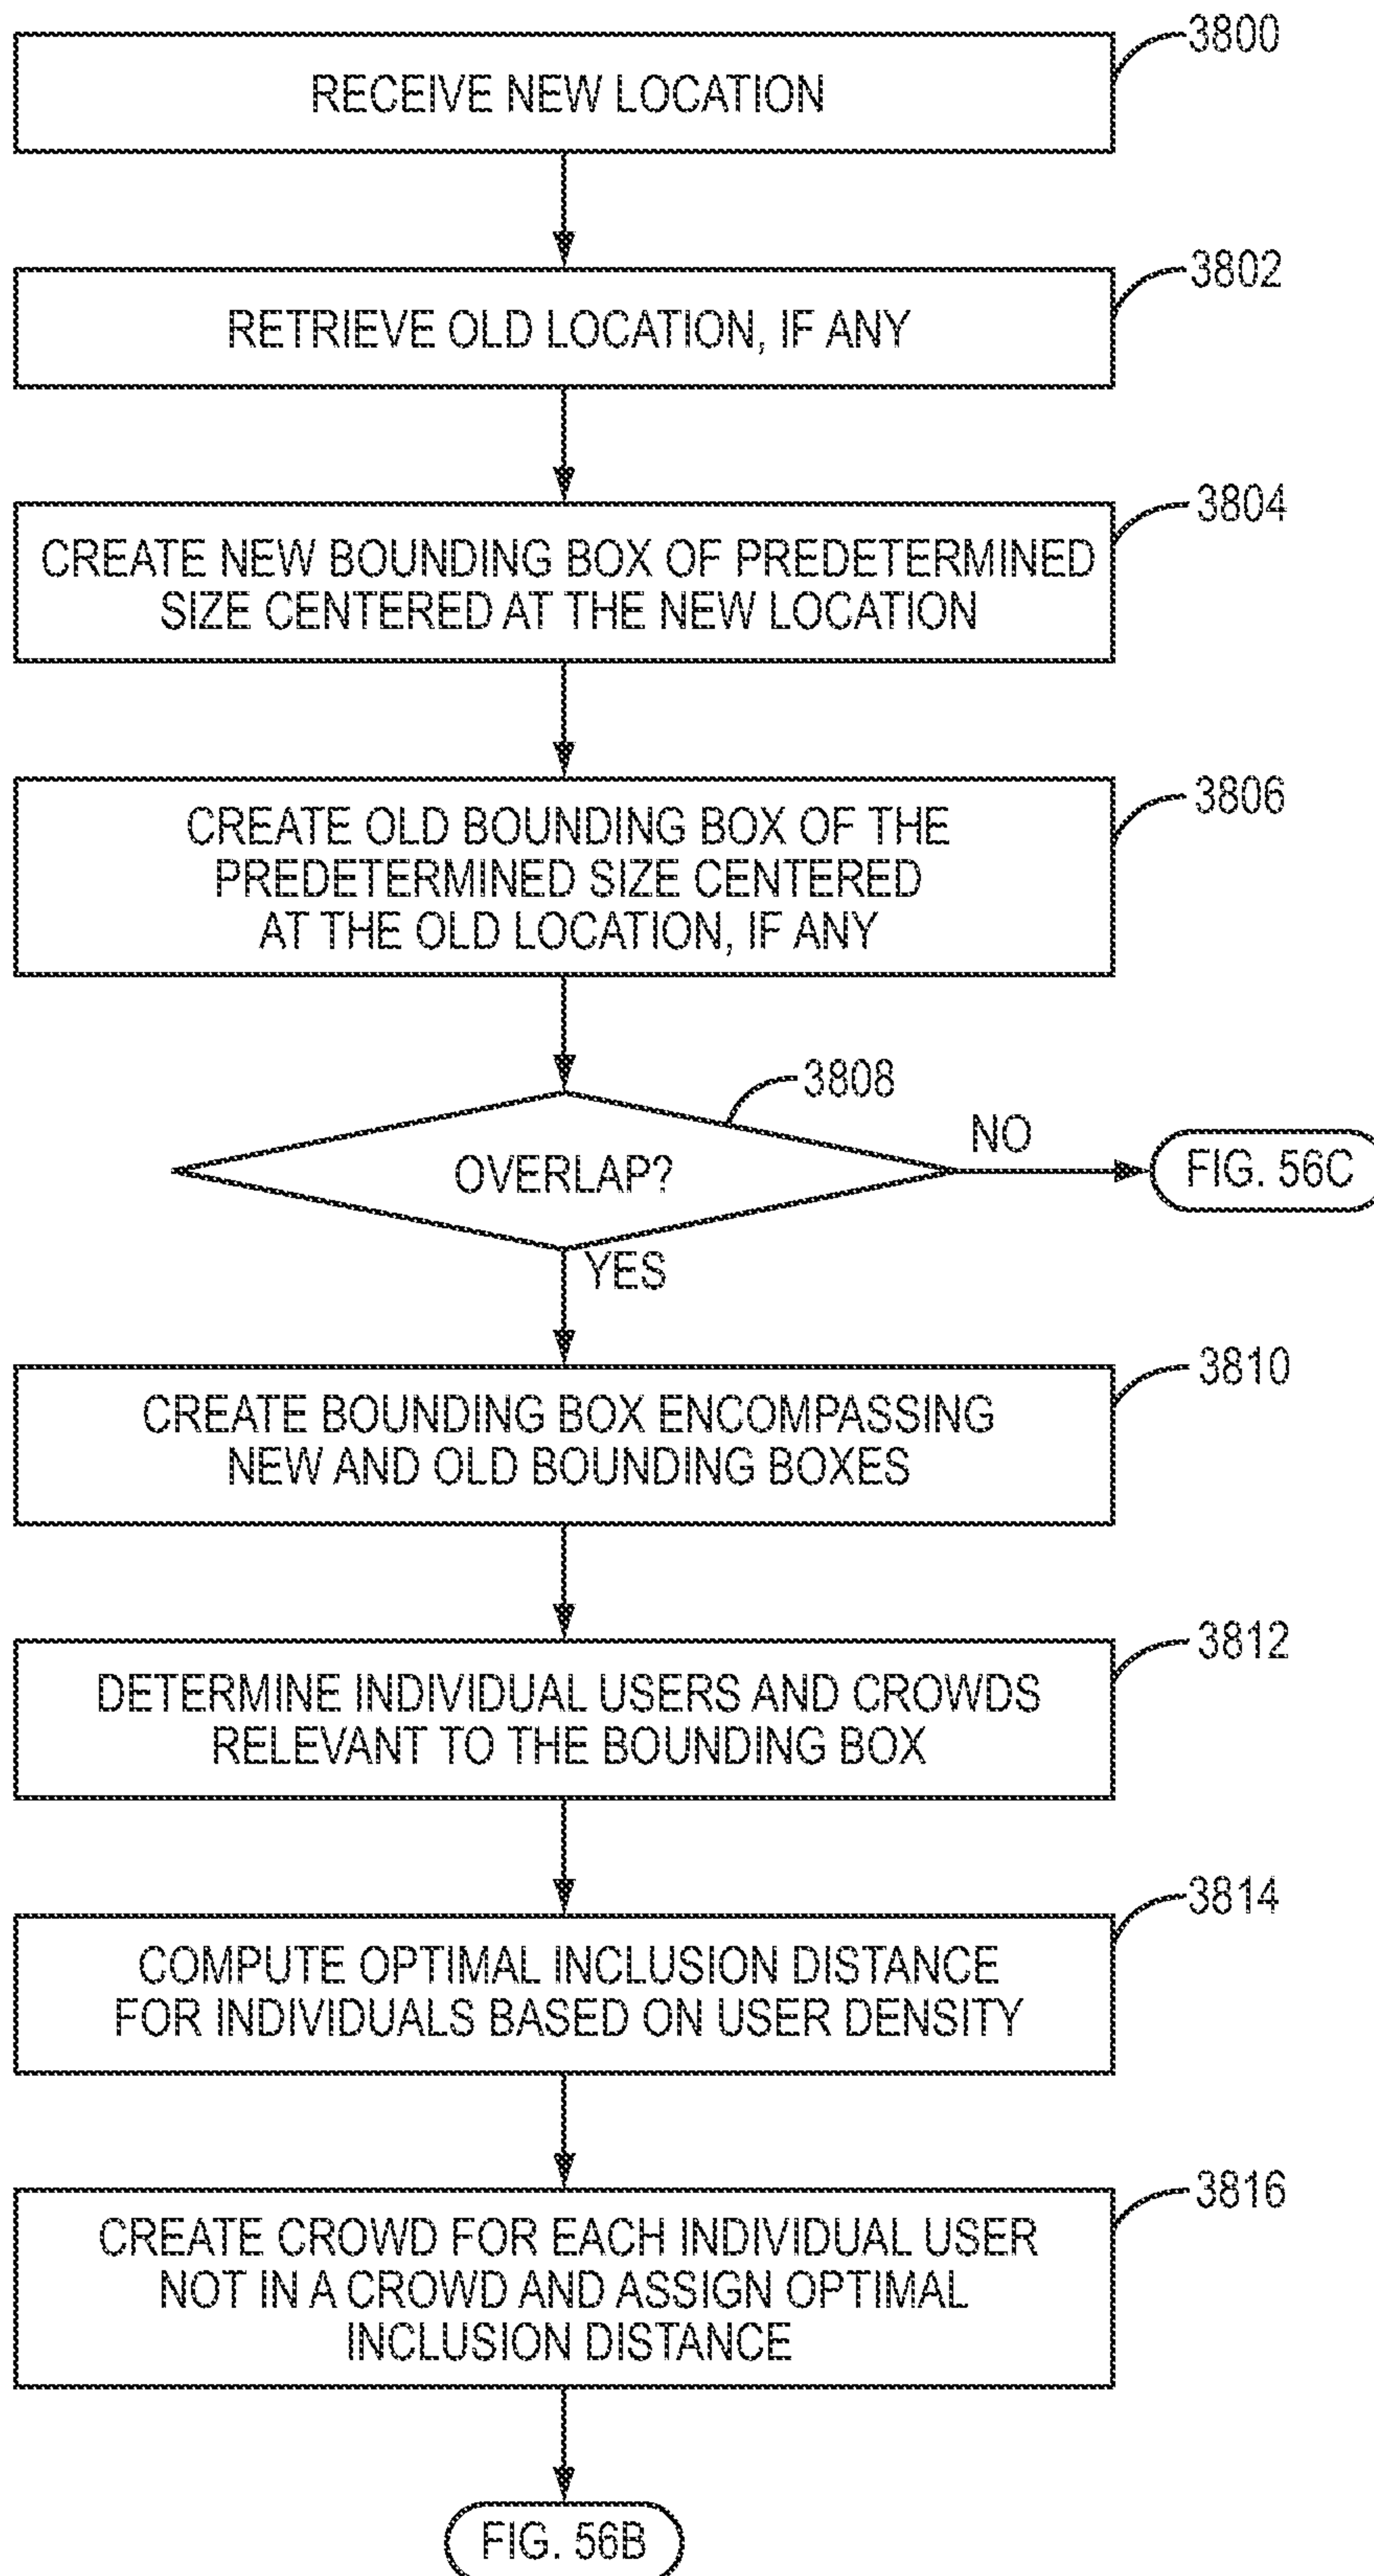 3800
RECEIVE NEW LOCATION
3802
RETRIEVE OLD LOCATION, IF ANY
3804
CREATE NEW BOUNDING BOX OF PREDETERMINED
SIZE CENTERED AT THE NEW LOCATION
3806
CREATE OLD BOUNDING BOX OF THE
PREDETERMINED SIZE CENTERED
AT THE OLD LOCATION, IF ANY
3808
OVERLAP?
NO
FIG. 56C
YES
3810
CREATE BOUNDING BOX ENCOMPASSING
NEW AND OLD BOUNDING BOXES
3812
DETERMINE INDIVIDUAL USERS AND CROWDS
RELEVANT TO THE BOUNDING BOX
3814
COMPUTE OPTIMAL INCLUSION DISTANCE
FOR INDIVIDUALS BASED ON USER DENSITY
3816
CREATE CROWD FOR EACH INDIVIDUAL USER
NOT IN A CROWD AND ASSIGN OPTIMAL
INCLUSION DISTANCE
FIG. 56B